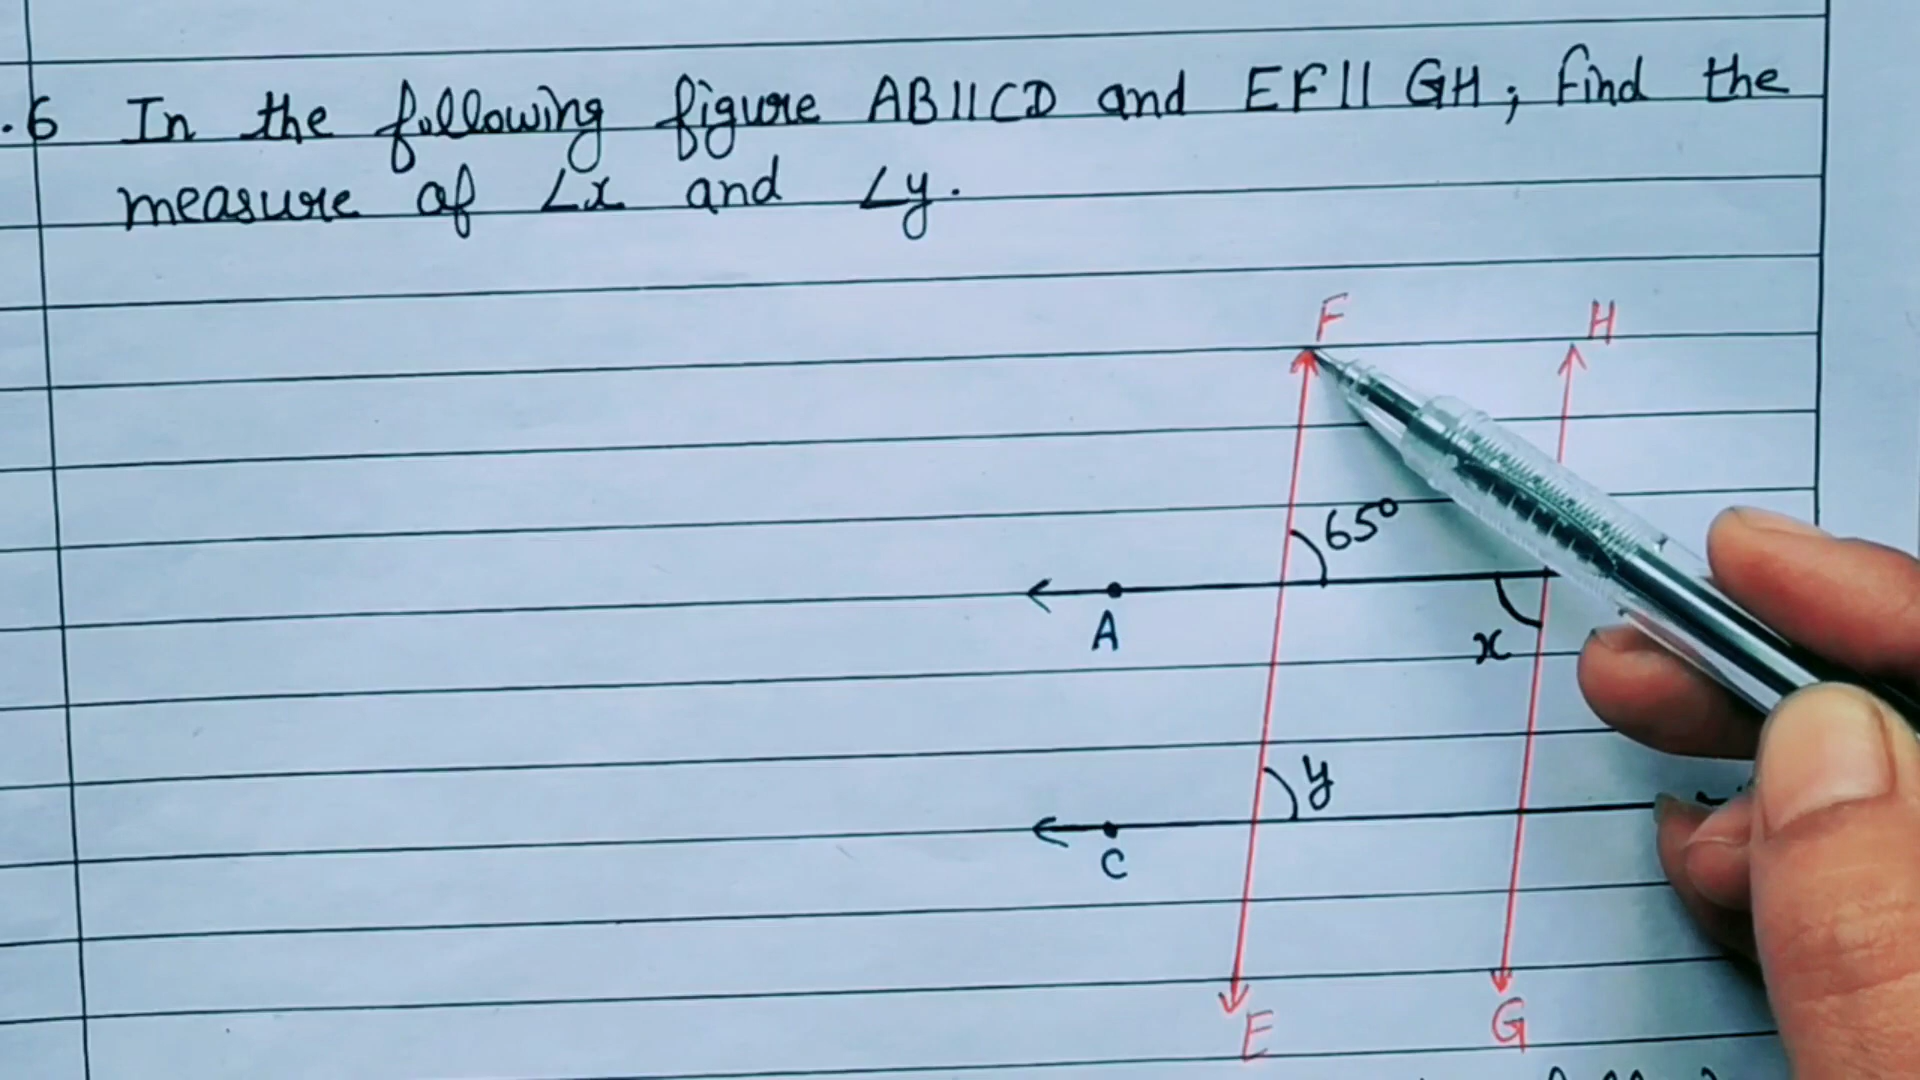 .6 In the following figure AB||CD and EF|| GH; find the
measure of ∠x and ∠y.
F
H
65°
A
x
y
C
E
G